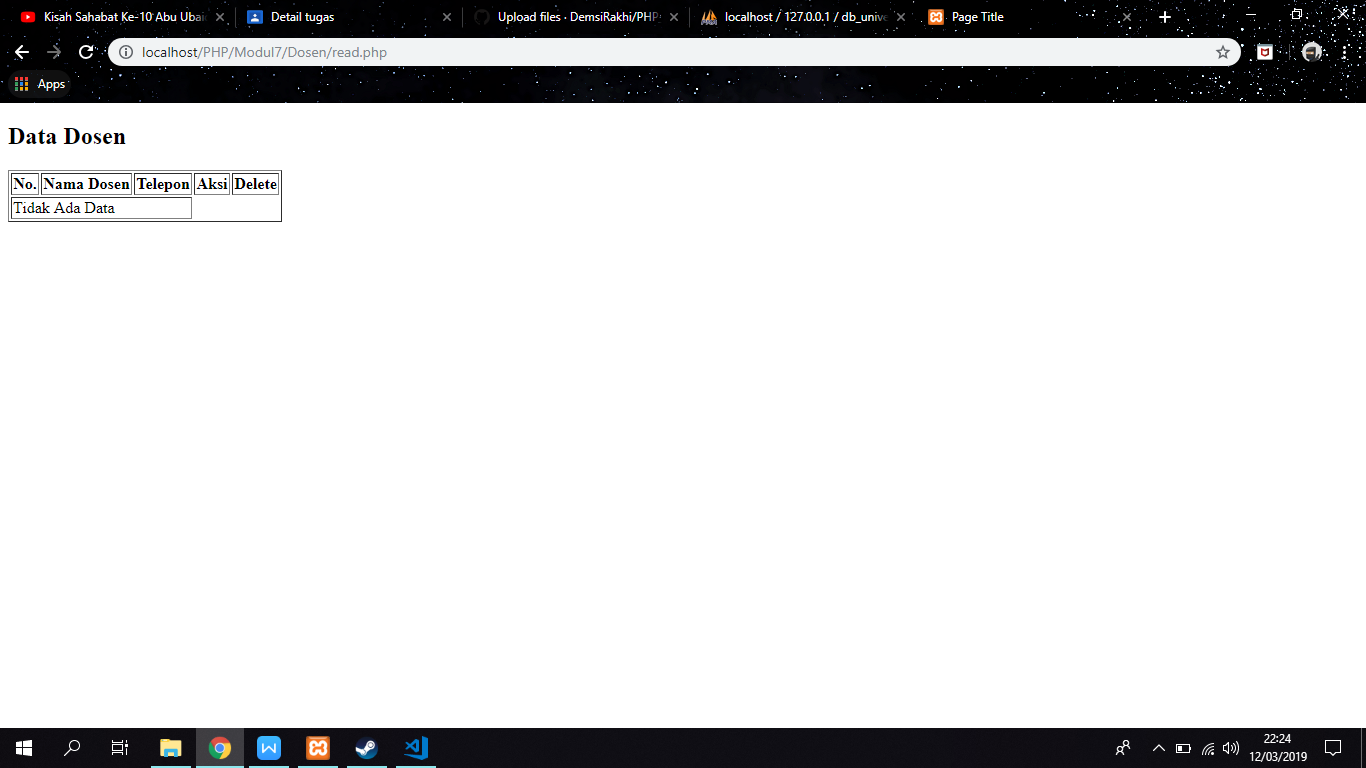 Kisah Sahabat Ke-10 Abu Ubai
Detail tugas
Upload files · DemsiRakhi/PHP
localhost / 127.0.0.1 / db_unive
Page Title
localhost/PHP/Modul7/Dosen/read.php
Apps
Data Dosen
No. Nama Dosen Telepon Aksi Delete
Tidak Ada Data
22:24
12/03/2019